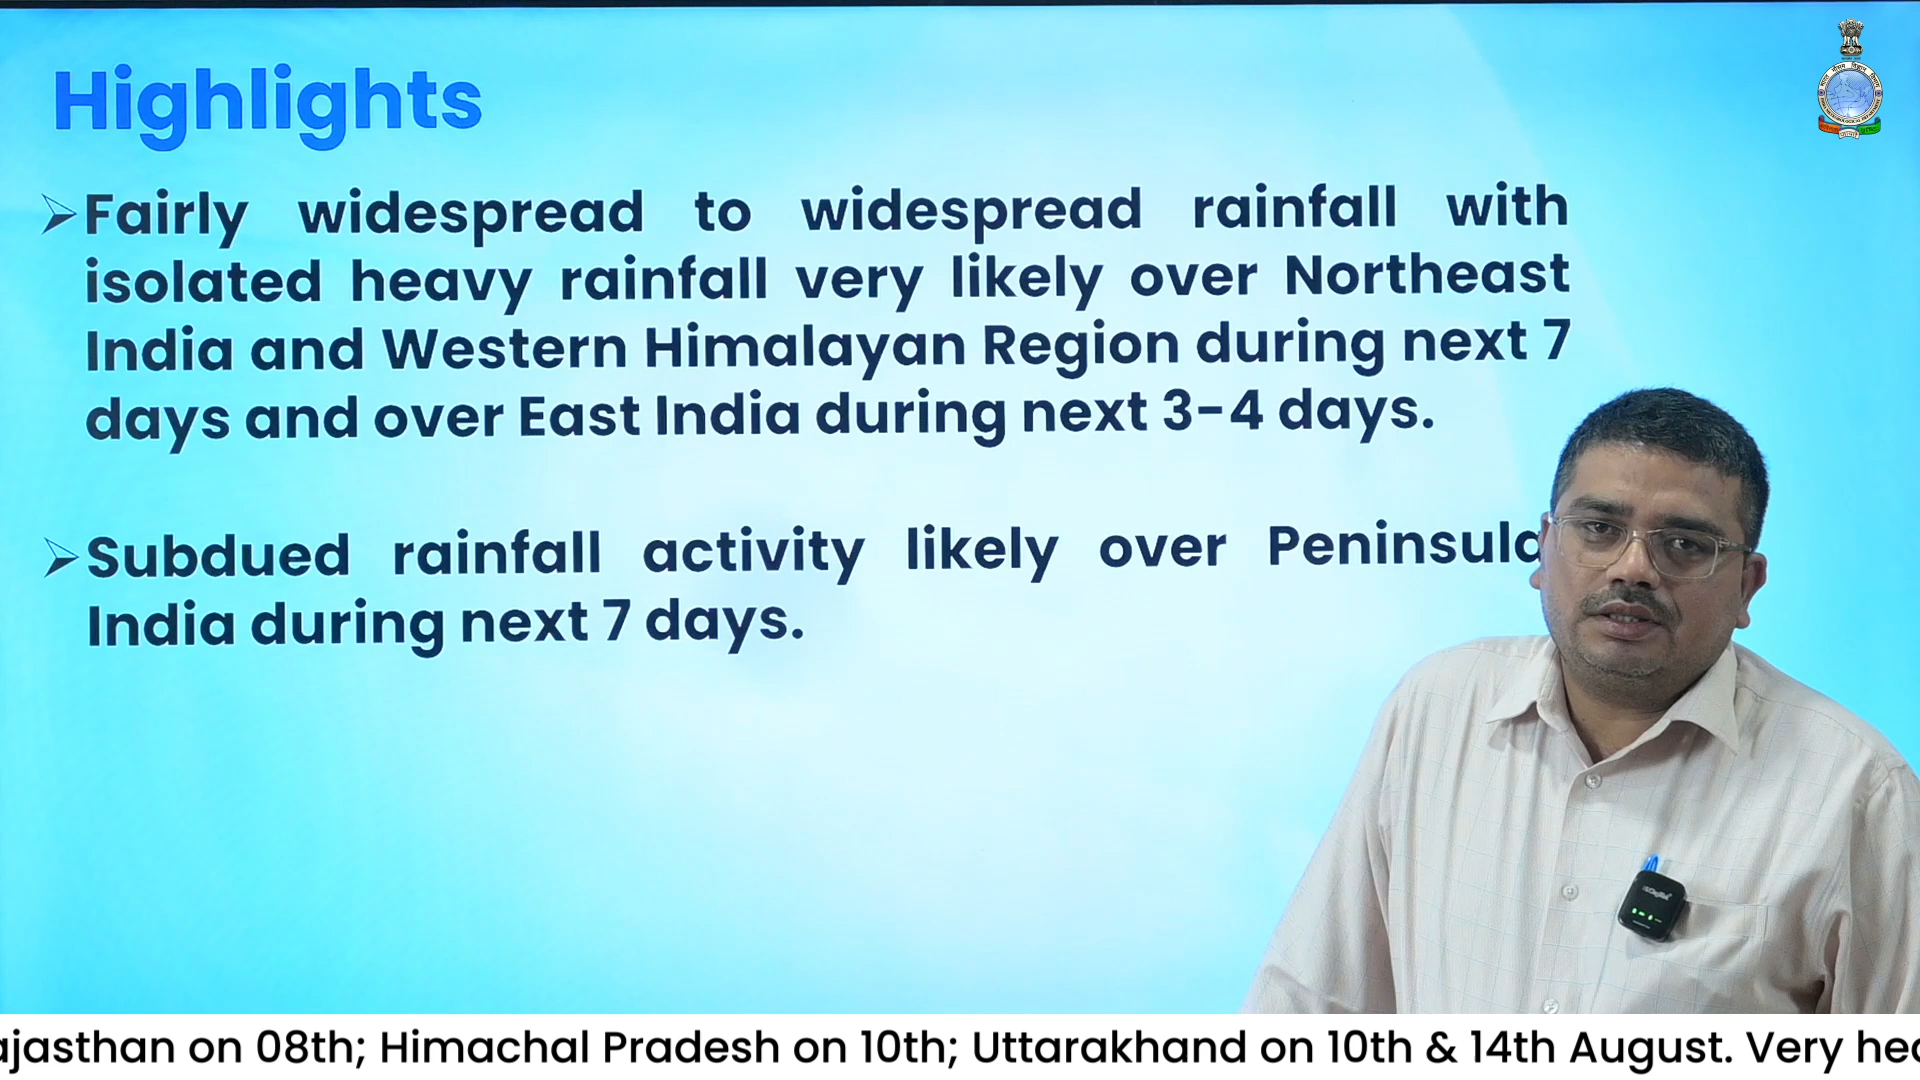 Highlights
➢Fairly widespread to widespread rainfall with
isolated heavy rainfall very likely over Northeast
India and Western Himalayan Region during next 7
days and over East India during next 3-4 days.
➢Subdued rainfall activity likely over Peninsula
India during next 7 days.
ajasthan on 08th; Himachal Pradesh on 10th; Uttarakhand on 10th & 14th August. Very hea